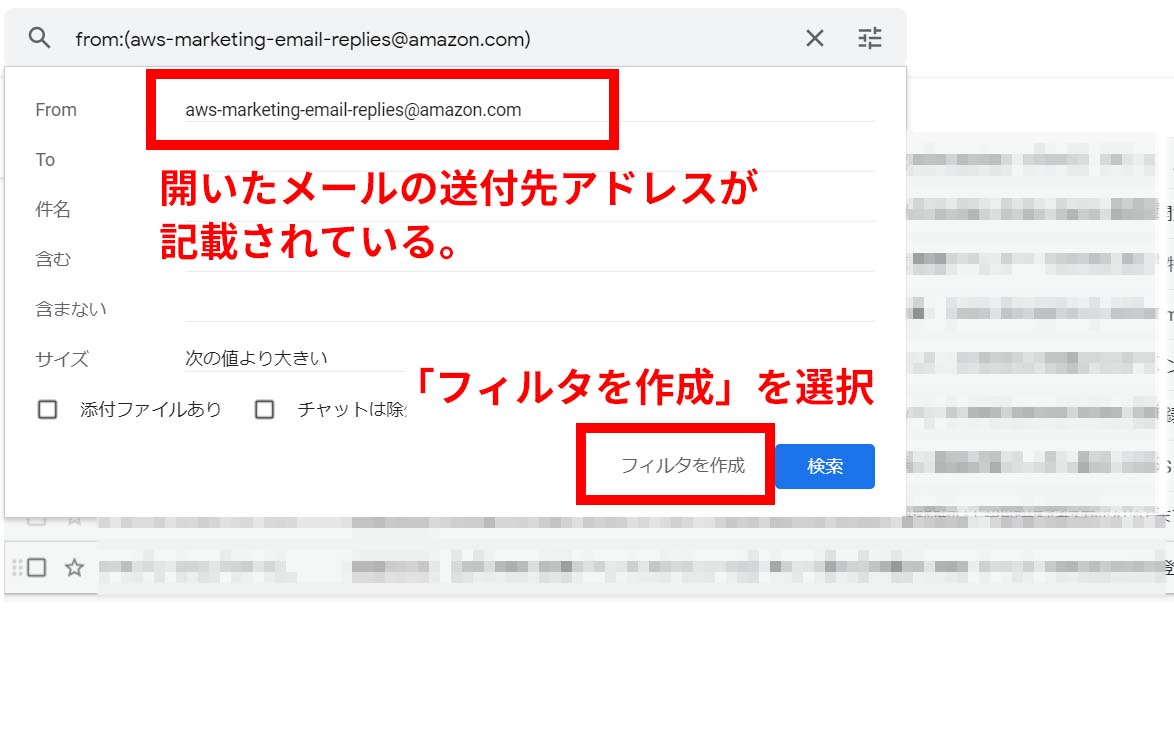 from:(aws-marketing-email-replies@amazon.com)
From
aws-marketing-email-replies@amazon.com
To
開いたメールの送付先アドレスが
件名
記載されている。
含む
含まない
サイズ
次の値より大きい
「フィルタを作成」を選択
添付ファイルあり
チャットは除
フィルタを作成
検索